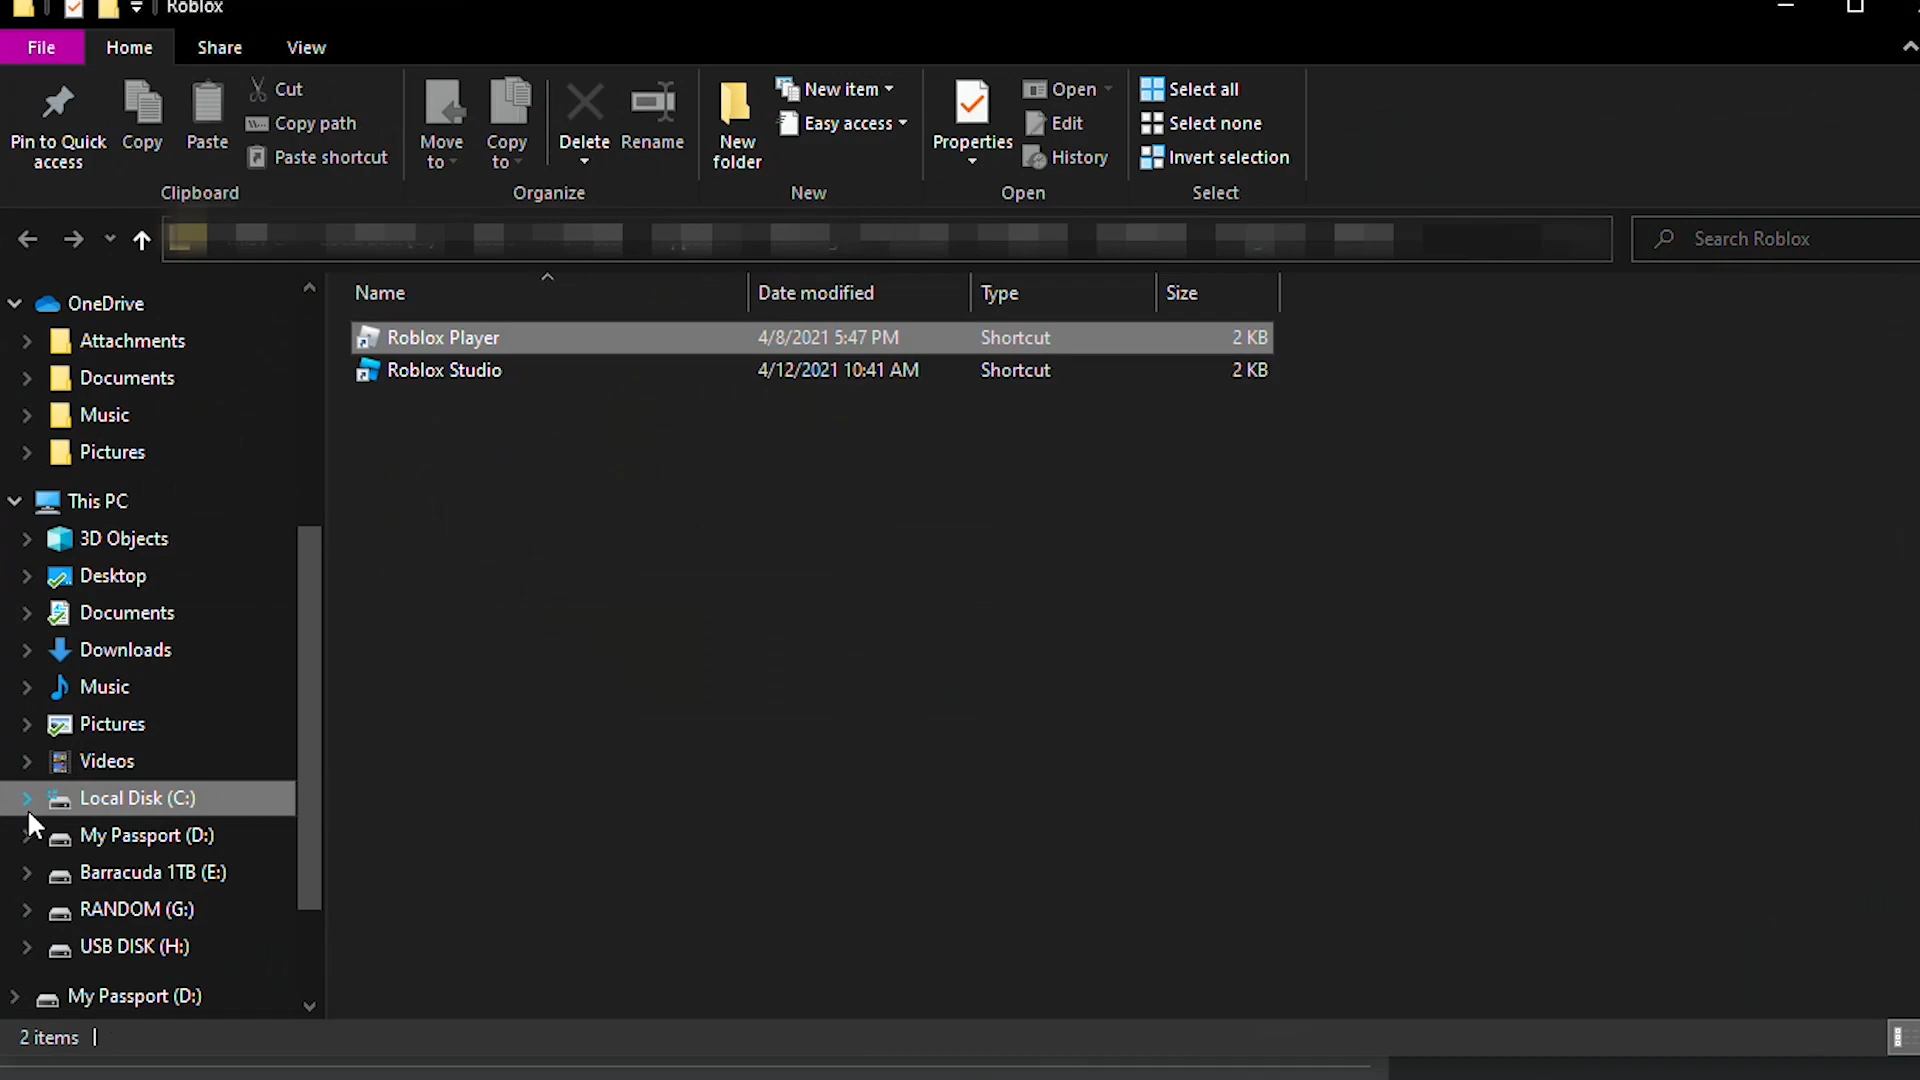 Roblox
File Home Share View
Pin to Quick access
Copy
Paste
Cut
Copy path
Paste shortcut
Clipboard
Move to
Copy to
Delete
Rename
Organize
New folder
New item
Easy access
New
Properties
Open
Edit
History
Open
Select all
Select none
Invert selection
Select
Search Roblox
Name Date modified Type Size
Roblox Player 4/8/2021 5:47 PM Shortcut 2 KB
Roblox Studio 4/12/2021 10:41 AM Shortcut 2 KB
OneDrive
Attachments
Documents
Music
Pictures
This PC
3D Objects
Desktop
Documents
Downloads
Music
Pictures
Videos
Local Disk (C:)
My Passport (D:)
Barracuda 1TB (E:)
RANDOM (G:)
USB DISK (H:)
My Passport (D:)
2 items